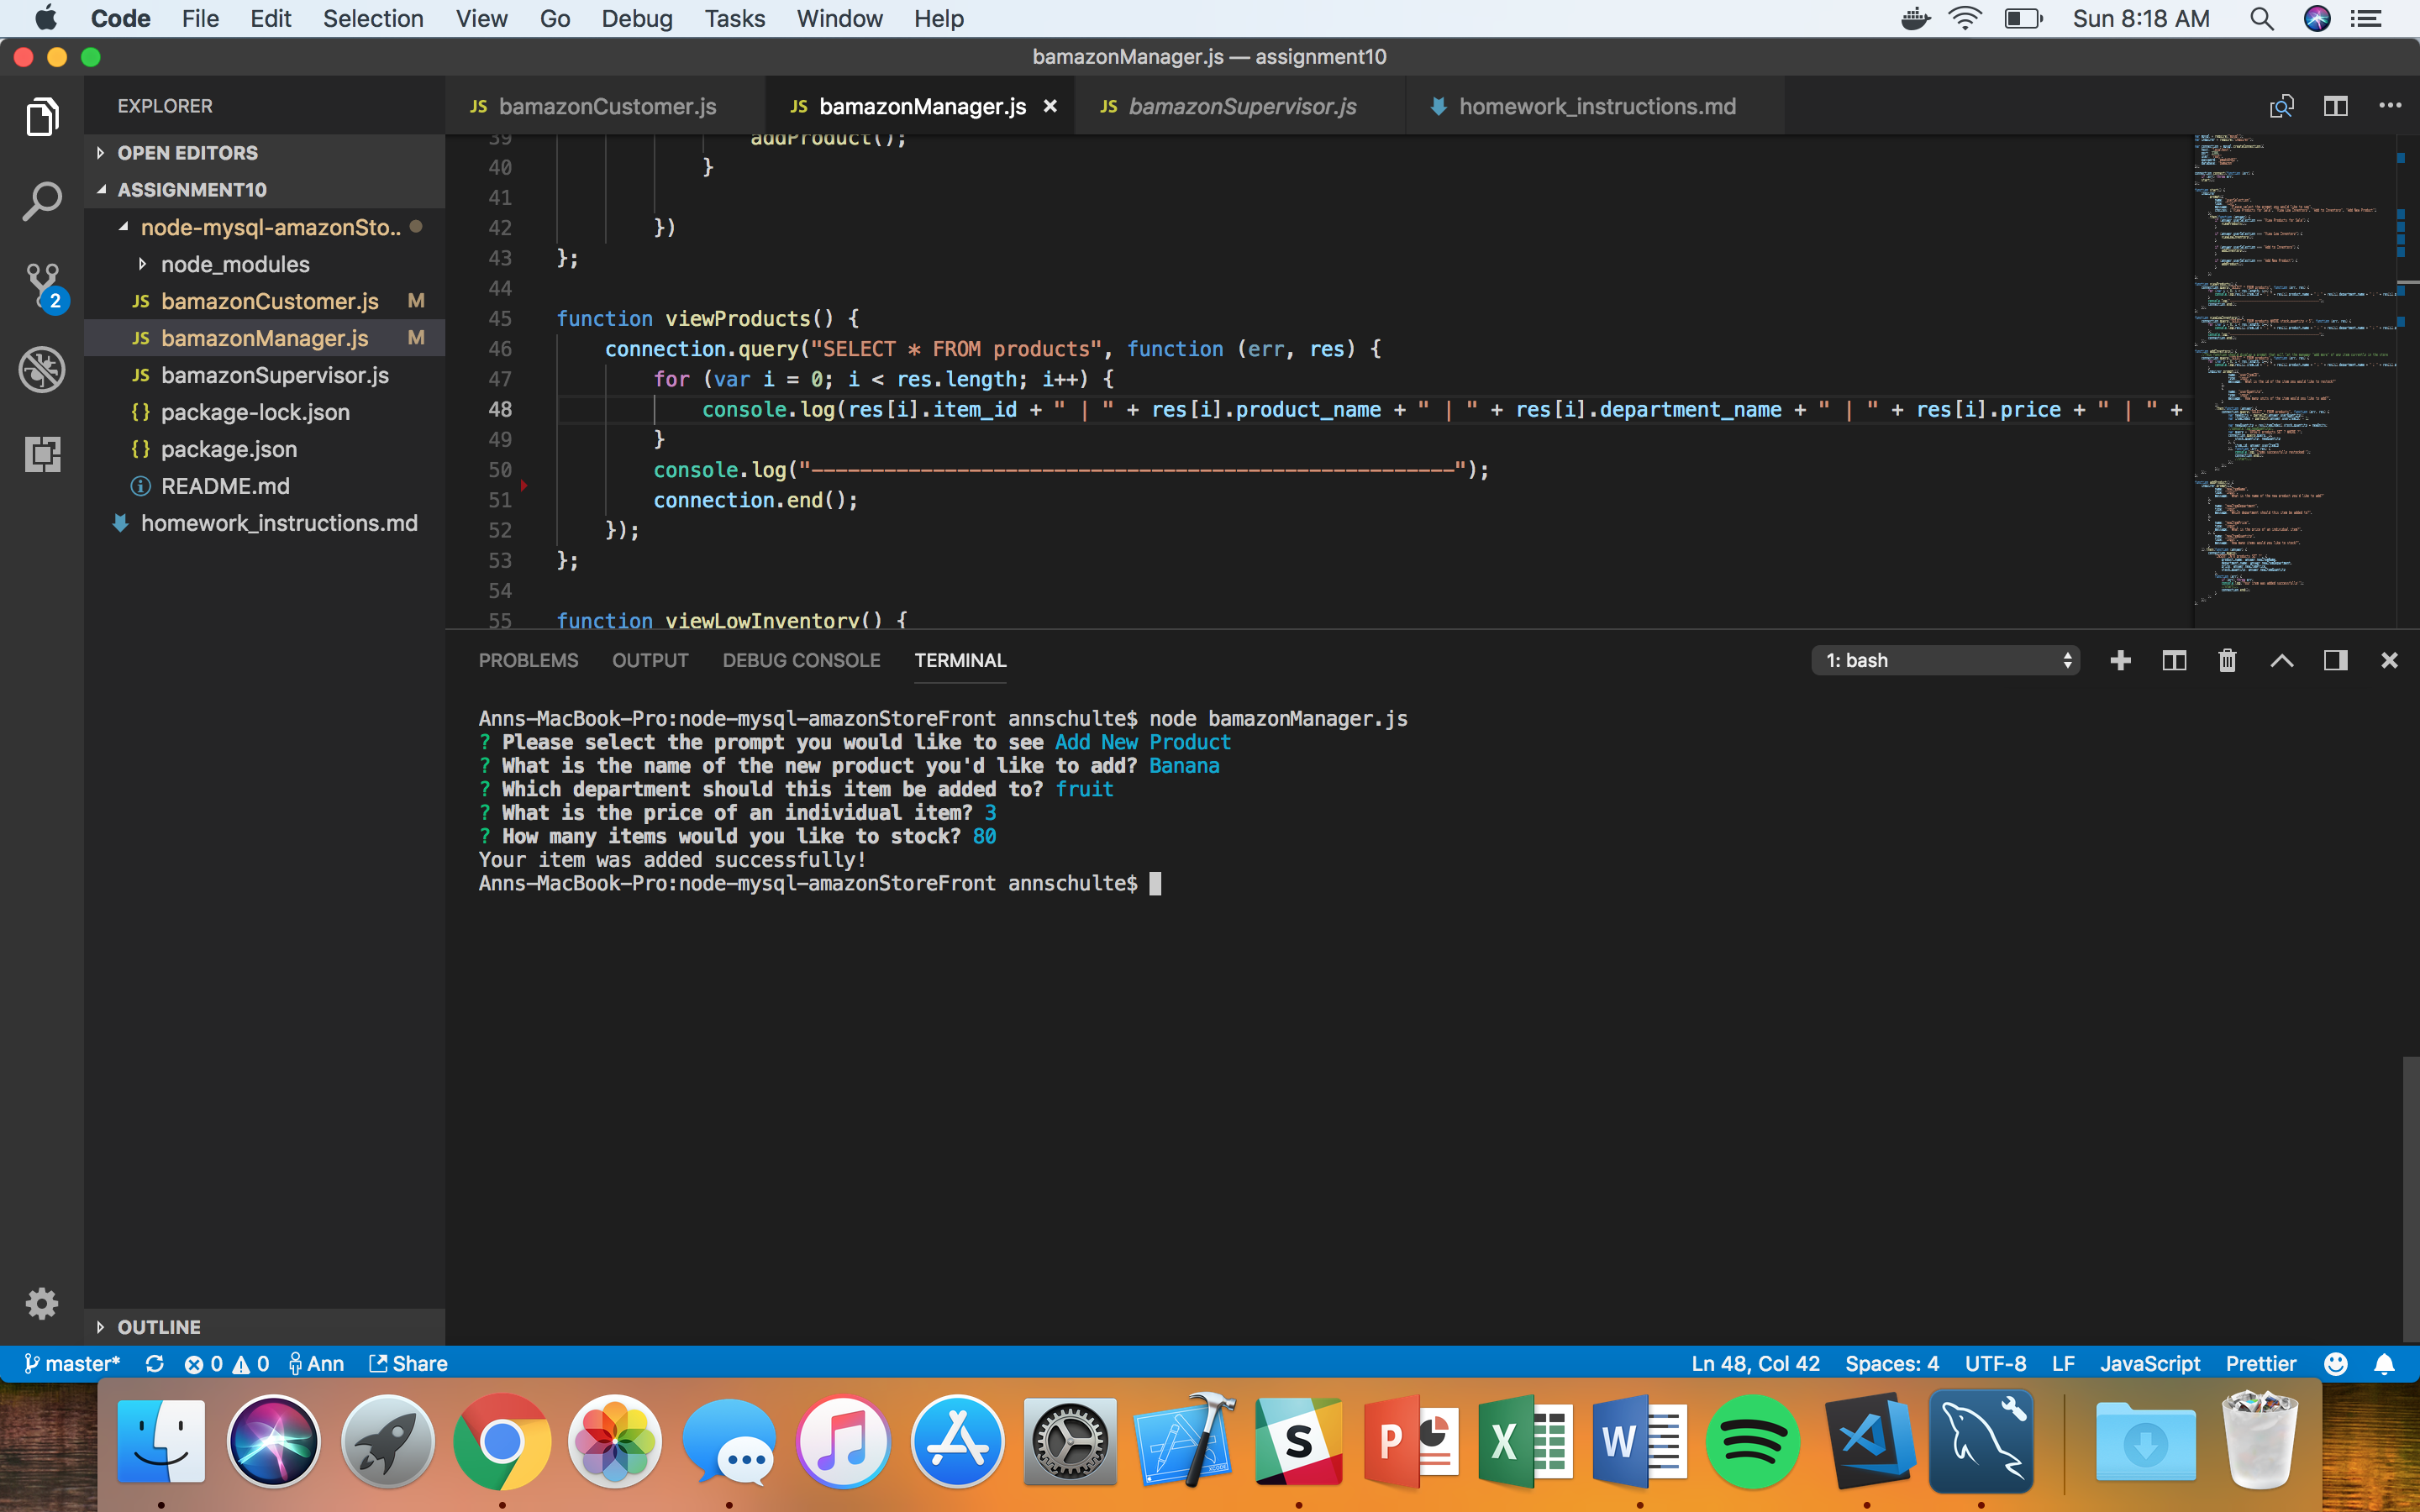 Code File Edit Selection View Go Debug Tasks Window Help Sun 8:18 AM
bamazonManager.js — assignment10
EXPLORER
JS bamazonCustomer.js JS bamazonManager.js × JS bamazonSupervisor.js homework_instructions.md
OPEN EDITORS
ASSIGNMENT10
node-mysql-amazonSto..
node_modules
JS bamazonCustomer.js M
JS bamazonManager.js M
JS bamazonSupervisor.js
{} package-lock.json
{} package.json
README.md
homework_instructions.md
OUTLINE
39 addProduct();
40 }
41
42 })
43 };
44
45 function viewProducts() {
46 connection.query("SELECT * FROM products", function (err, res) {
47 for (var i = 0; i < res.length; i++) {
48 console.log(res[i].item_id + " | " + res[i].product_name + " | " + res[i].department_name + " | " + res[i].price + " | " +
49 }
50 console.log("-----------------------------------------------------");
51 connection.end();
52 });
53 };
54
55 function viewLowInventory() {
PROBLEMS OUTPUT DEBUG CONSOLE TERMINAL 1: bash
Anns-MacBook-Pro:node-mysql-amazonStoreFront annschulte$ node bamazonManager.js
? Please select the prompt you would like to see Add New Product
? What is the name of the new product you'd like to add? Banana
? Which department should this item be added to? fruit
? What is the price of an individual item? 3
? How many items would you like to stock? 80
Your item was added successfully!
Anns-MacBook-Pro:node-mysql-amazonStoreFront annschulte$
2
master* 0 0 Ann Share Ln 48, Col 42 Spaces: 4 UTF-8 LF JavaScript Prettier
S P X W